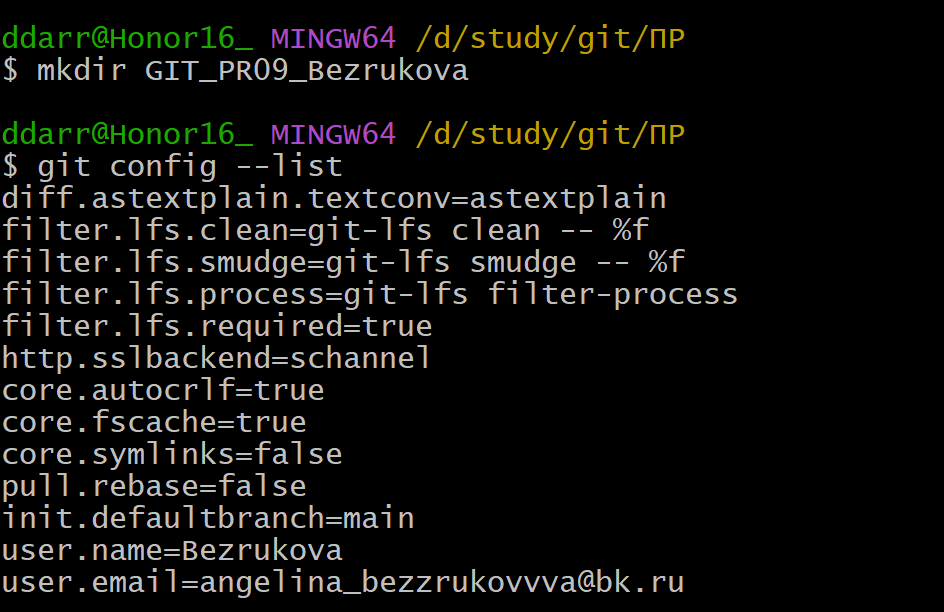 ddarr@Honor16_ MINGW64 /d/study/git/ПР
$ mkdir GIT_PR09_Bezrukova
ddarr@Honor16_ MINGW64 /d/study/git/ПР
$ git config --list
diff.astextplain.textconv=astextplain
filter.lfs.clean=git-lfs clean -- %f
filter.lfs.smudge=git-lfs smudge -- %f
filter.lfs.process=git-lfs filter-process
filter.lfs.required=true
http.sslbackend=schannel
core.autocrlf=true
core.fscache=true
core.symlinks=false
pull.rebase=false
init.defaultbranch=main
user.name=Bezrukova
user.email=angelina_bezzrukovvva@bk.ru